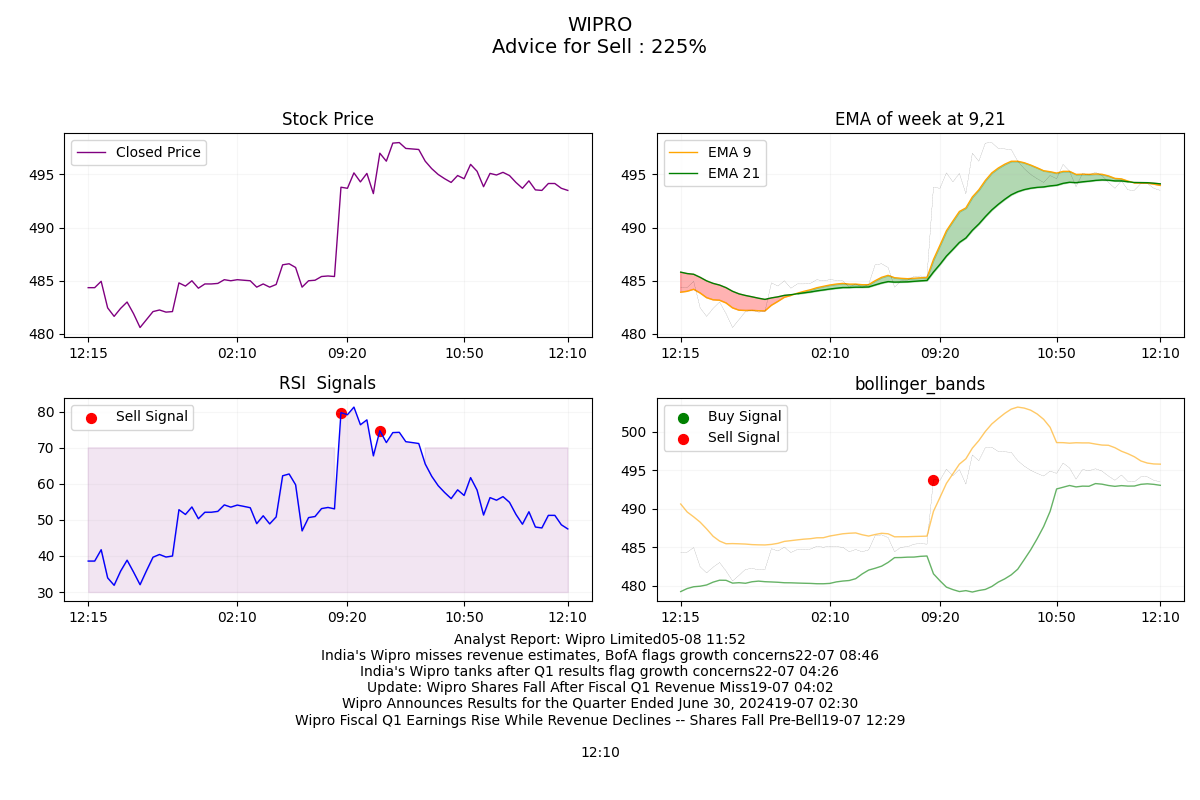 WIPRO
Advice for Sell : 225%
Stock Price
Closed Price
495
490
485
480
12:15
02:10
09:20
10:50
12:10
EMA of week at 9,21
EMA 9
EMA 21
495
490
485
480
12:15
02:10
09:20
10:50
12:10
RSI  Signals
Sell Signal
80
70
60
50
40
30
12:15
02:10
09:20
10:50
12:10
bollinger_bands
Buy Signal
Sell Signal
500
495
490
485
480
12:15
02:10
09:20
10:50
12:10
Analyst Report: Wipro Limited05-08 11:52
India's Wipro misses revenue estimates, BofA flags growth concerns22-07 08:46
India's Wipro tanks after Q1 results flag growth concerns22-07 04:26
Update: Wipro Shares Fall After Fiscal Q1 Revenue Miss19-07 04:02
Wipro Announces Results for the Quarter Ended June 30, 202419-07 02:30
Wipro Fiscal Q1 Earnings Rise While Revenue Declines -- Shares Fall Pre-Bell19-07 12:29
12:10